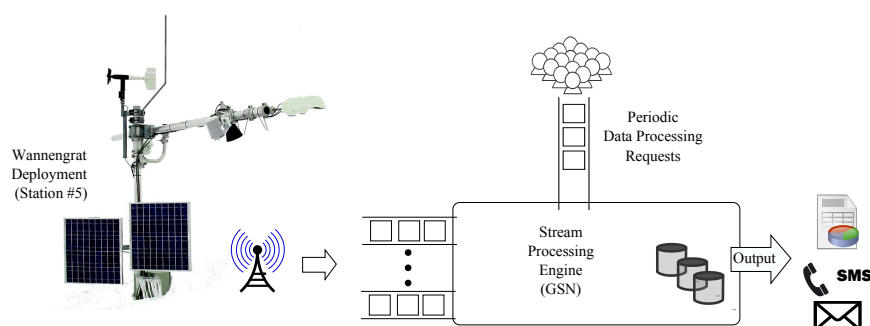 Wannengrat
Deployment
(Station #5)
Periodic
Data Processing
Requests
Stream
Processing
Engine
(GSN)
Output
SMS